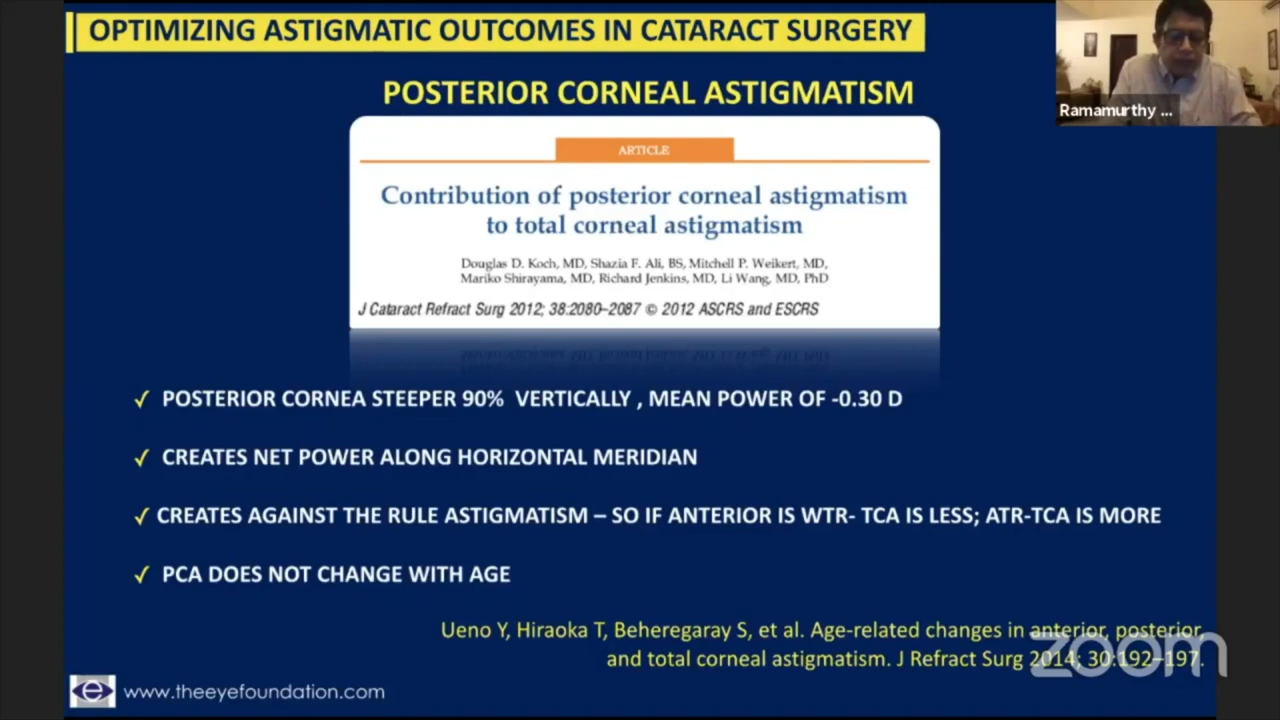 OPTIMIZING ASTIGMATIC OUTCOMES IN CATARACT SURGERY
Ramamurthy ...
POSTERIOR CORNEAL ASTIGMATISM
ARTICLE
Contribution of posterior corneal astigmatism
to total corneal astigmatism
Douglas D. Koch, MD, Shazia F. Ali, BS, Mitchell P. Weikert, MD,
Mariko Shirayama, MD, Richard Jenkins, MD, Li Wang, MD, PhD
J Cataract Refract Surg 2012; 38:2080–2087 © 2012 ASCRS and ESCRS
✓ POSTERIOR CORNEA STEEPER 90% VERTICALLY , MEAN POWER OF -0.30 D
✓ CREATES NET POWER ALONG HORIZONTAL MERIDIAN
✓ CREATES AGAINST THE RULE ASTIGMATISM – SO IF ANTERIOR IS WTR- TCA IS LESS; ATR-TCA IS MORE
✓ PCA DOES NOT CHANGE WITH AGE
Ueno Y, Hiraoka T, Beheregaray S, et al. Age-related changes in anterior, posterior,
and total corneal astigmatism. J Refract Surg 2014; 30:192–197.
zoom
www.theeyefoundation.com